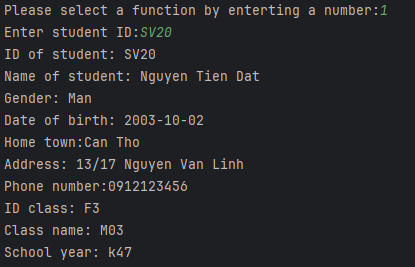 Please select a function by enterting a number:1
Enter student ID:SV20
ID of student: SV20
Name of student: Nguyen Tien Dat
Gender: Man
Date of birth: 2003-10-02
Home town:Can Tho
Address: 13/17 Nguyen Van Linh
Phone number:0912123456
ID class: F3
Class name: M03
School year: k47